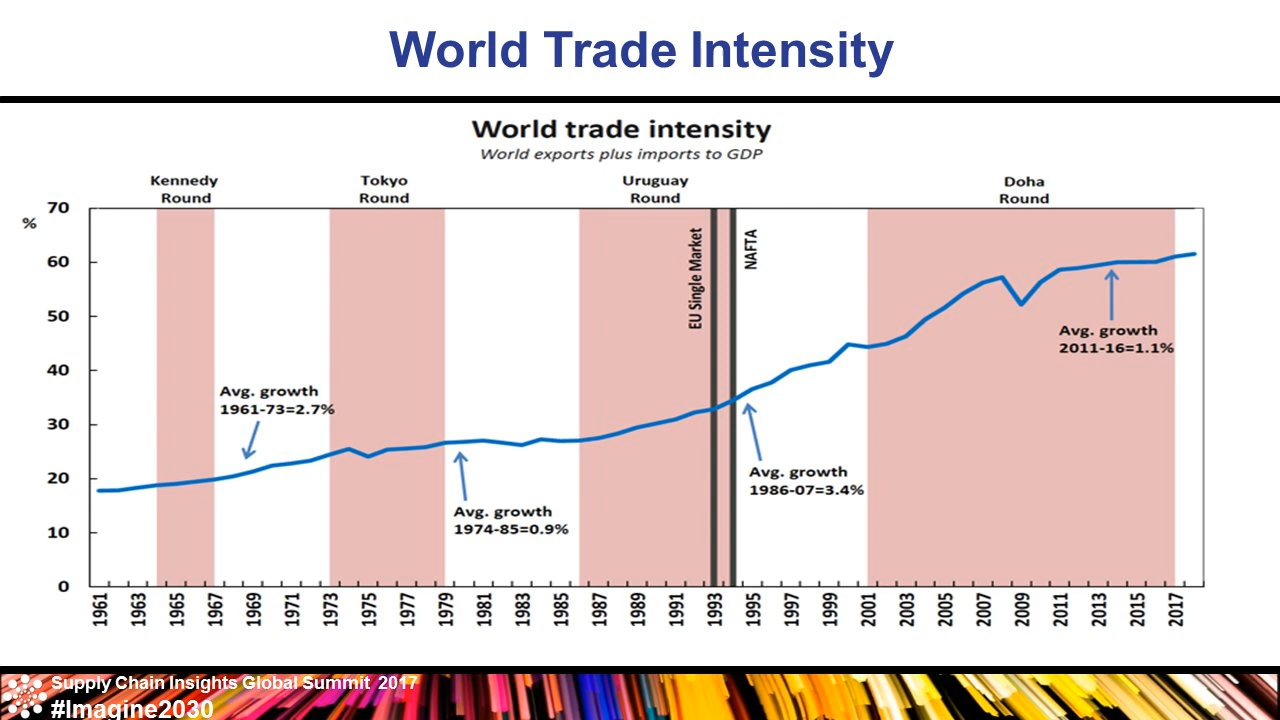 World Trade Intensity
World trade intensity
World exports plus imports to GDP
Kennedy
Round
Tokyo
Round
Uruguay
Round
Doha
Round
%
70
60
50
40
30
20
10
0
EU Single Market
NAFTA
Avg. growth
1961-73=2.7%
Avg. growth
1974-85=0.9%
Avg. growth
1986-07=3.4%
Avg. growth
2011-16=1.1%
1961 1963 1965 1967 1969 1971 1973 1975 1977 1979 1981 1983 1985 1987 1989 1991 1993 1995 1997 1999 2001 2003 2005 2007 2009 2011 2013 2015 2017
Supply Chain Insights Global Summit 2017
#Imagine2030